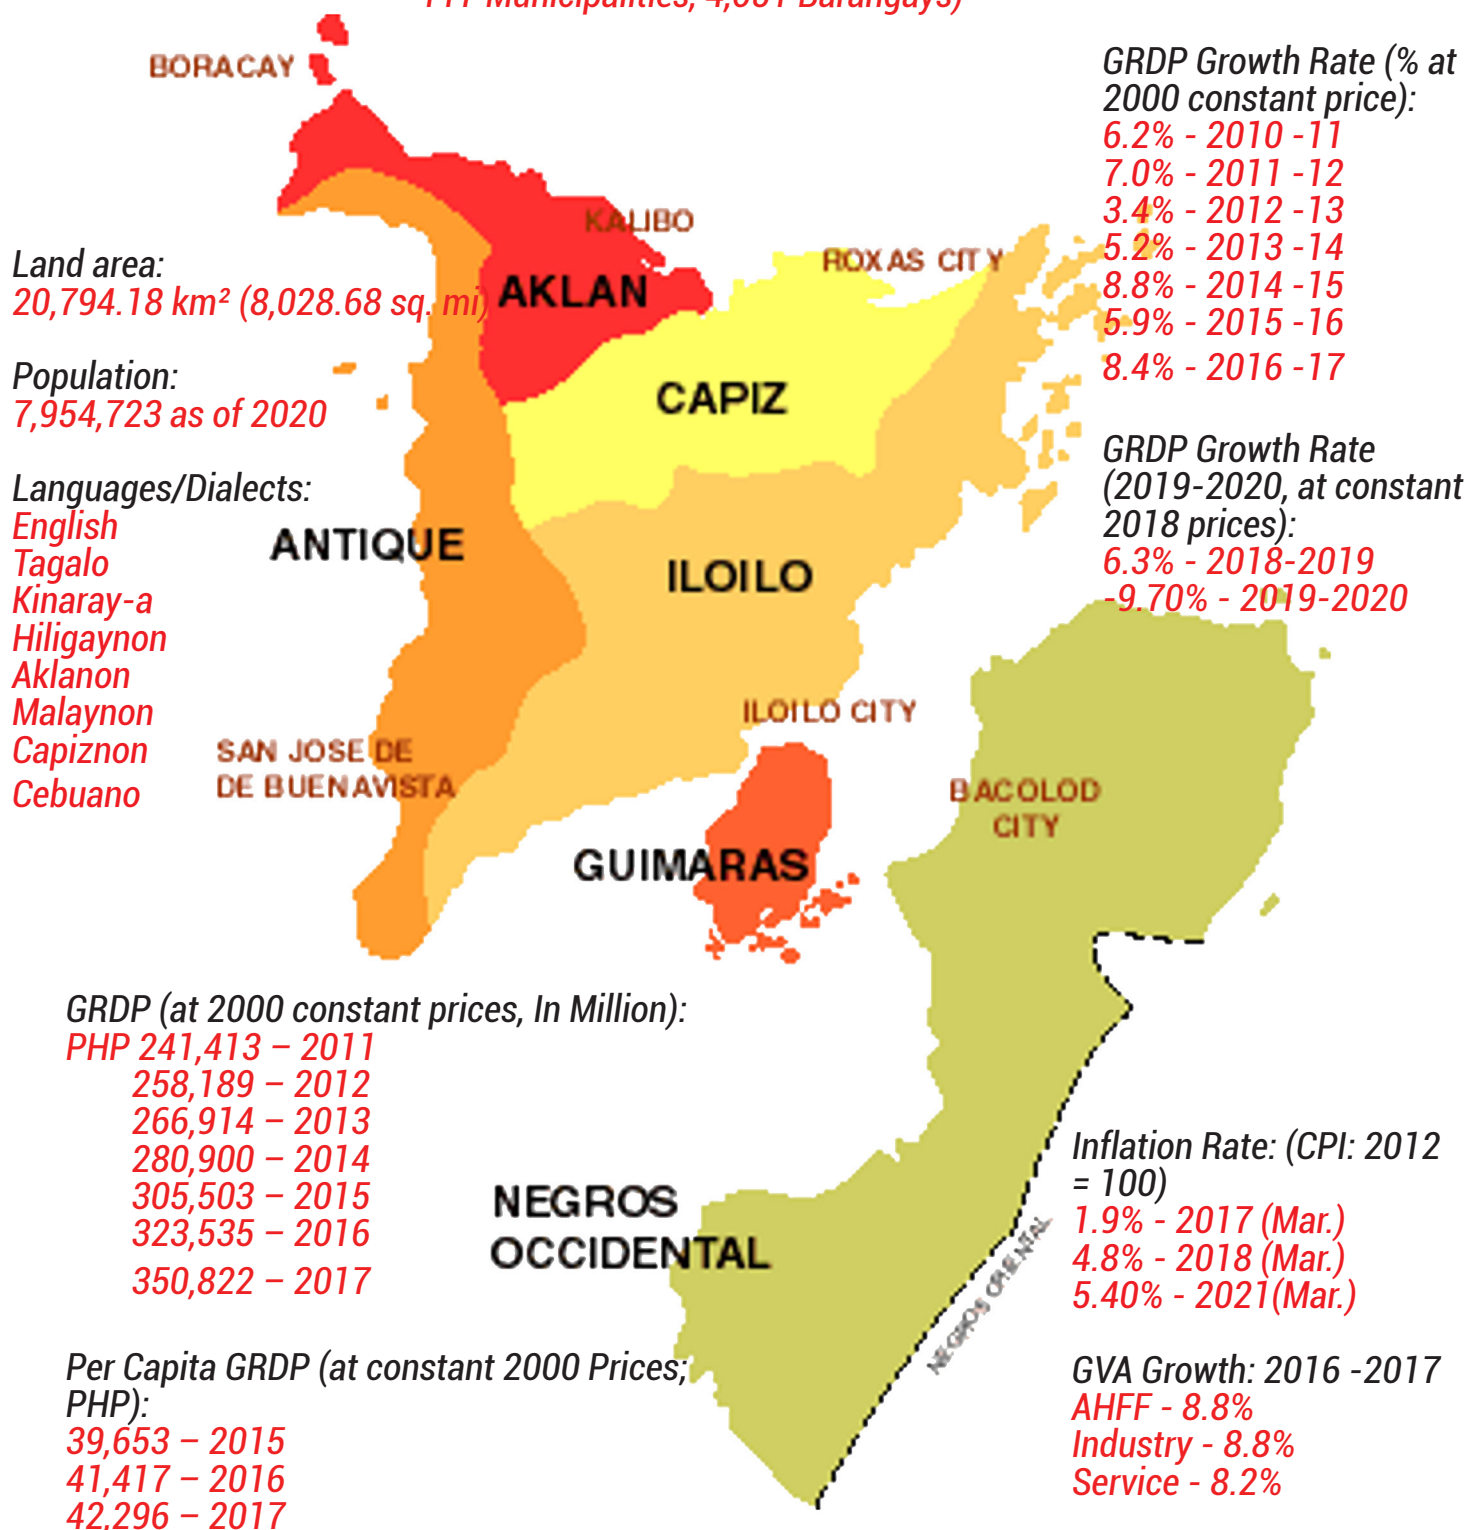 Municipalities, 4,061 Barangays)
BORACAY
KALIBO
ROXAS CITY
AKLAN
CAPIZ
ANTIQUE
ILOILO
ILOILO CITY
SAN JOSE DE
DE BUENAVISTA
GUIMARAS
BACOLOD
CITY
NEGROS
OCCIDENTAL
NEGROS ORIENTAL
Land area:
20,794.18 km² (8,028.68 sq. mi)
Population:
7,954,723 as of 2020
Languages/Dialects:
English
Tagalo
Kinaray-a
Hiligaynon
Aklanon
Malaynon
Capiznon
Cebuano
GRDP (at 2000 constant prices, In Million):
PHP 241,413 – 2011
258,189 – 2012
266,914 – 2013
280,900 – 2014
305,503 – 2015
323,535 – 2016
350,822 – 2017
Per Capita GRDP (at constant 2000 Prices;
PHP):
39,653 – 2015
41,417 – 2016
42,296 – 2017
GRDP Growth Rate (% at
2000 constant price):
6.2% - 2010 -11
7.0% - 2011 -12
3.4% - 2012 -13
5.2% - 2013 -14
8.8% - 2014 -15
5.9% - 2015 -16
8.4% - 2016 -17
GRDP Growth Rate
(2019-2020, at constant
2018 prices):
6.3% - 2018-2019
-9.70% - 2019-2020
Inflation Rate: (CPI: 2012
= 100)
1.9% - 2017 (Mar.)
4.8% - 2018 (Mar.)
5.40% - 2021(Mar.)
GVA Growth: 2016 -2017
AHFF - 8.8%
Industry - 8.8%
Service - 8.2%